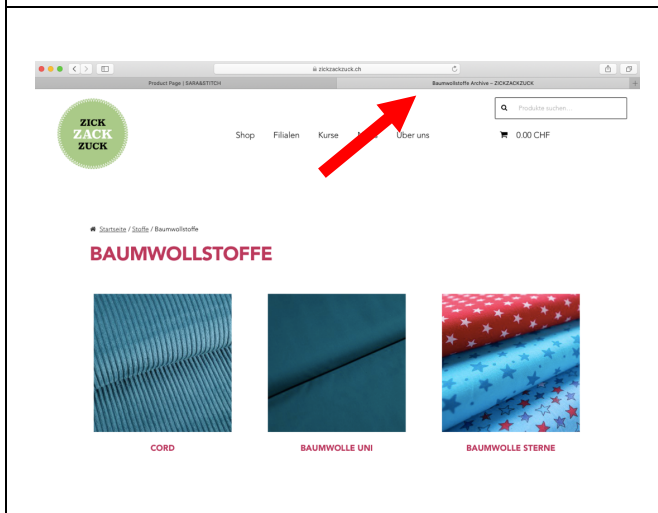 zickzackzuck.ch
Product Page | SARA&STITCH
Baumwollstoffe Archive – ZICKZACKZUCK
ZICK
ZACK
ZUCK
Produkte suchen...
Shop Filialen Kurse Über uns
0.00 CHF
Startseite / Stoffe / Baumwollstoffe
BAUMWOLLSTOFFE
CORD
BAUMWOLLE UNI
BAUMWOLLE STERNE